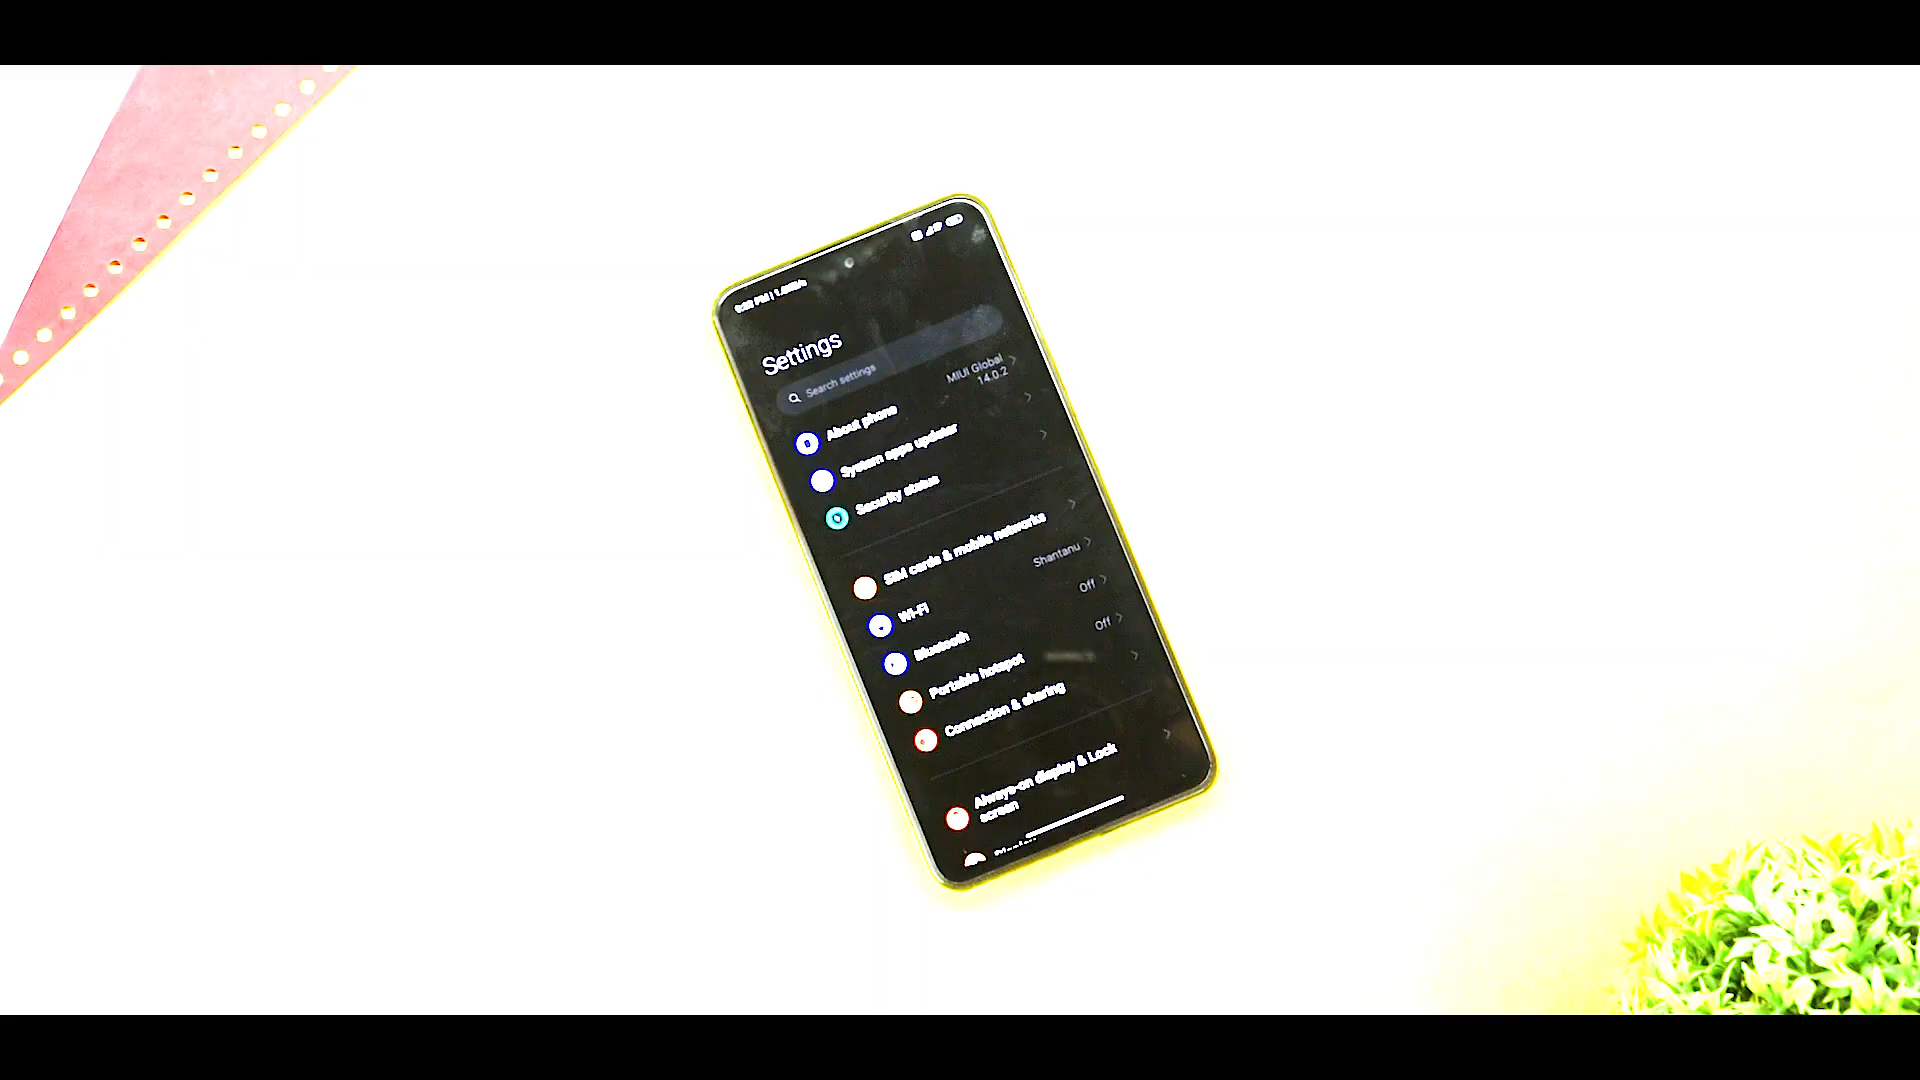 Settings
Search settings
About phone
MIUI Global
14.0.2
System apps updater
Security status
SIM cards & mobile networks
Wi-Fi
Shantanu
Bluetooth
Off
Portable hotspot
Off
Connection & sharing
Always-on display & Lock
screen